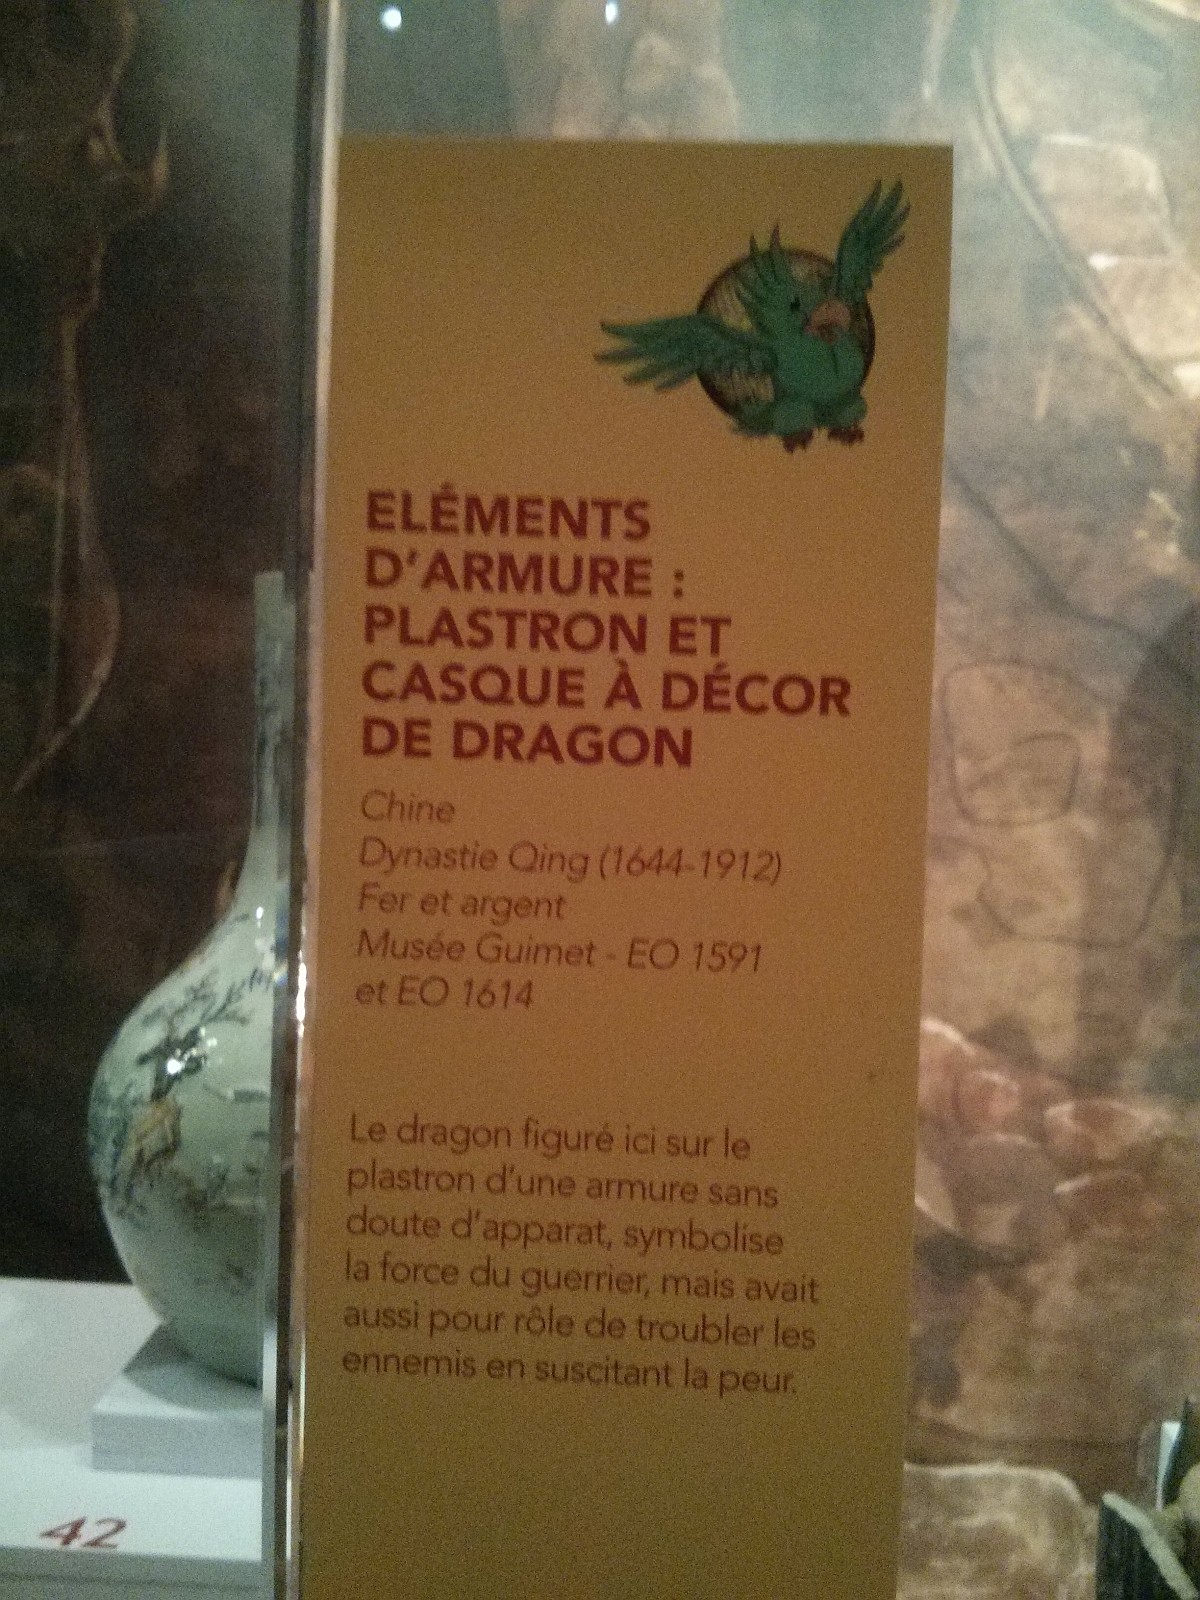 ELÉMENTS
D'ARMURE :
PLASTRON ET
CASQUE À DÉCOR
DE DRAGON
Chine
Dynastie Qing (1644-1912)
Fer et argent
Musée Guimet - EO 1591
et EO 1614
Le dragon figuré ici sur le
plastron d'une armure sans
doute d'apparat, symbolise
la force du guerrier, mais avait
aussi pour rôle de troubler les
ennemis en suscitant la peur.
42